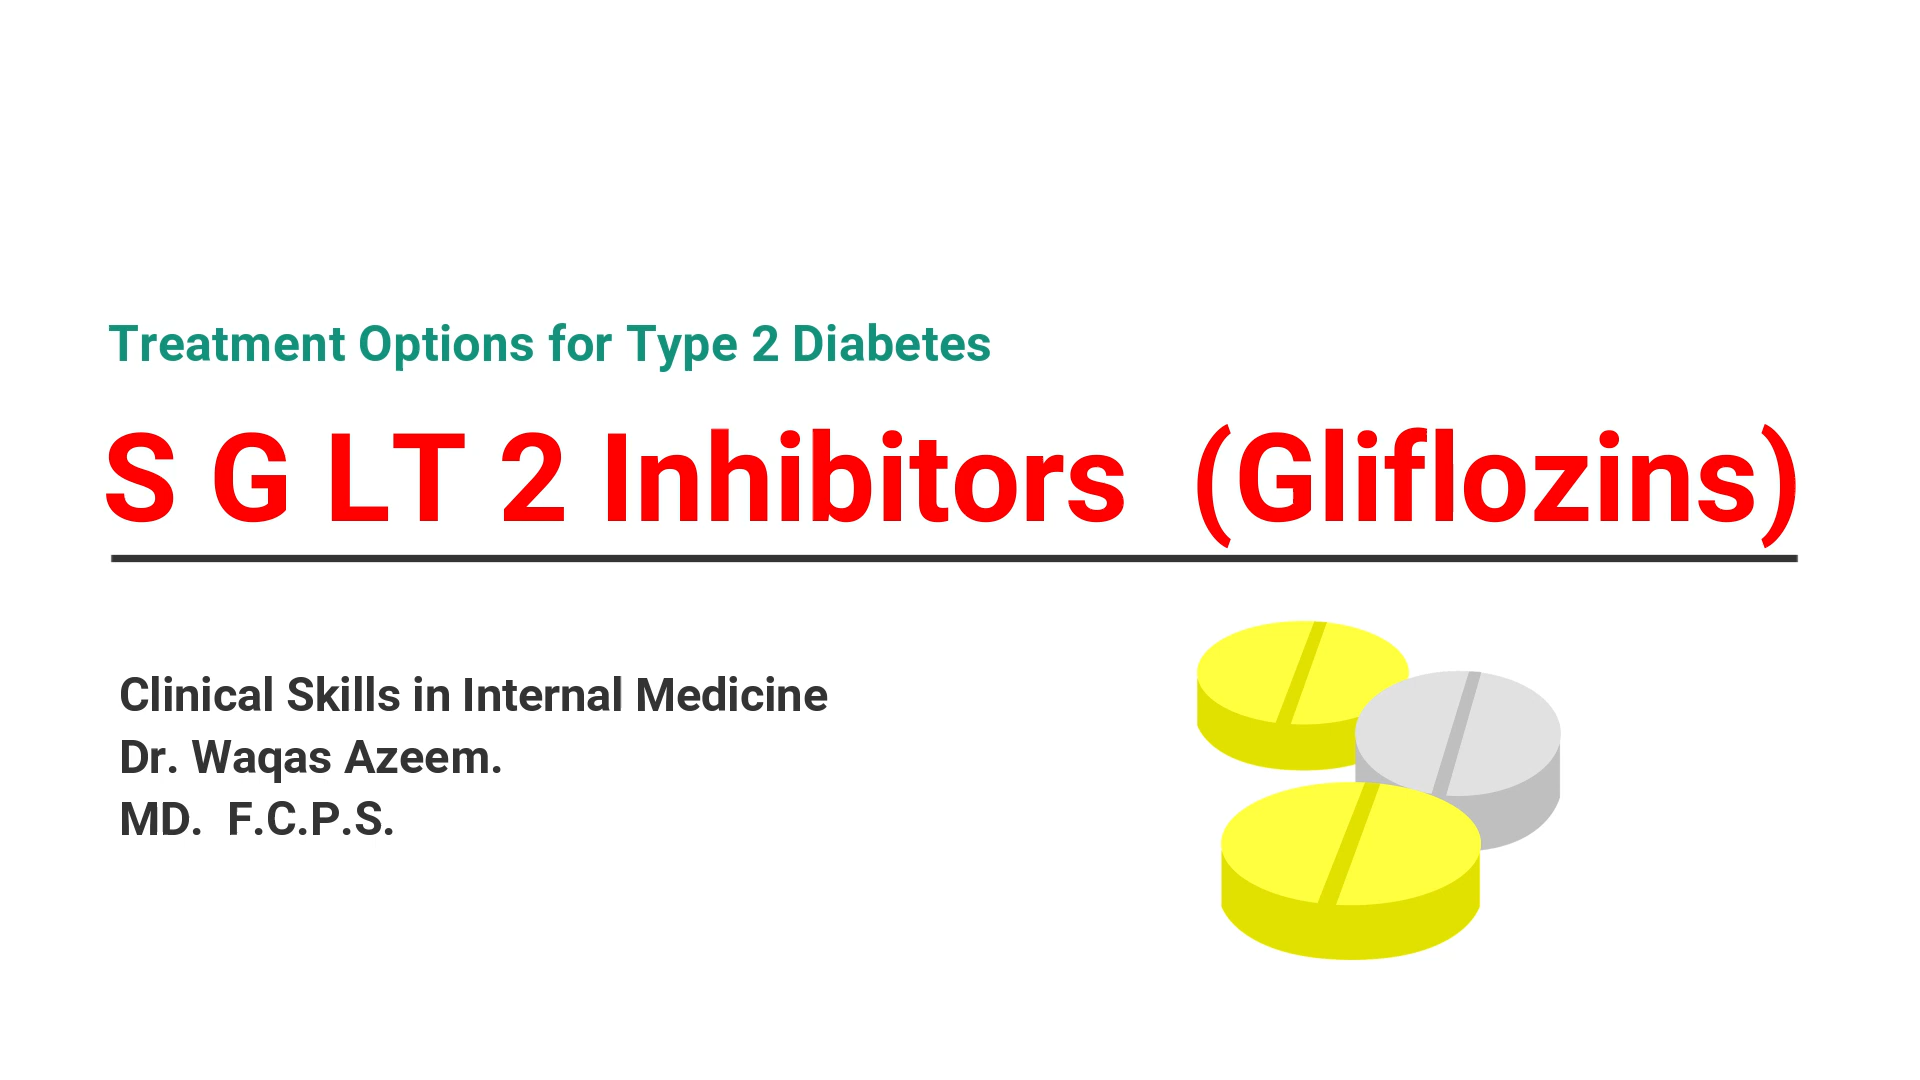 Treatment Options for Type 2 Diabetes
S G LT 2 Inhibitors (Gliflozins)
Clinical Skills in Internal Medicine
Dr. Waqas Azeem.
MD. F.C.P.S.